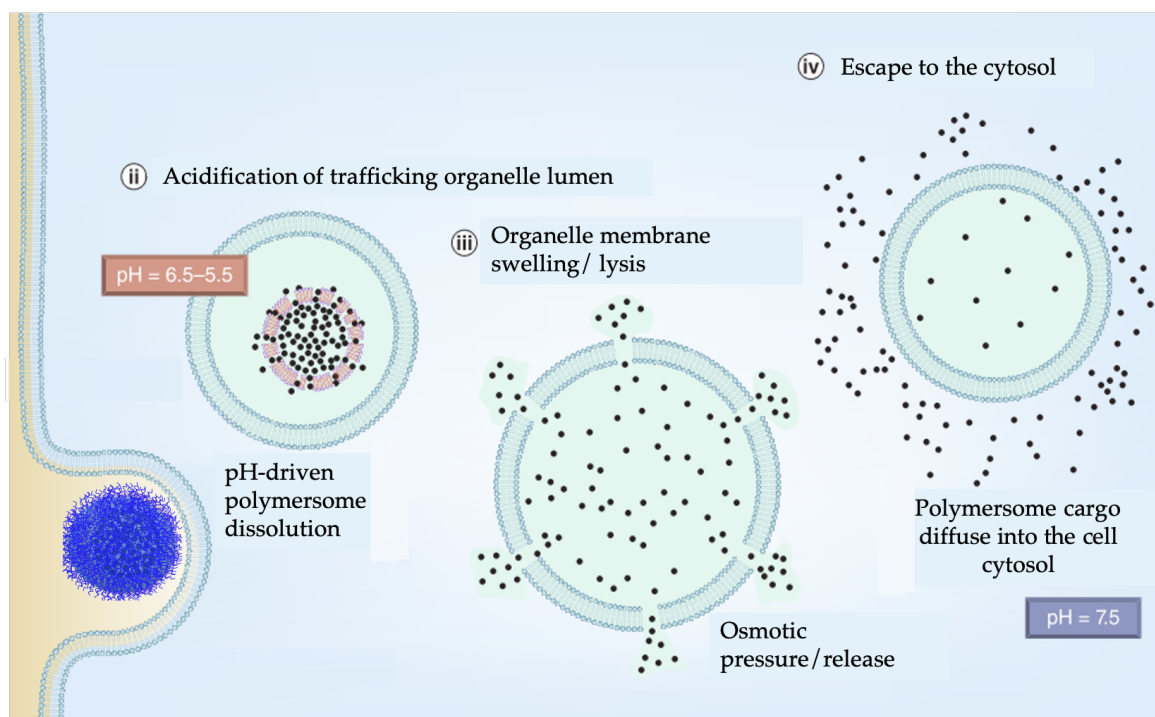 iv Escape to the cytosol
ii Acidification of trafficking organelle lumen
iii Organelle membrane
swelling/ lysis
pH = 6.5–5.5
pH-driven
polymersome
dissolution
Polymersome cargo
diffuse into the cell
cytosol
pH = 7.5
Osmotic
pressure/release